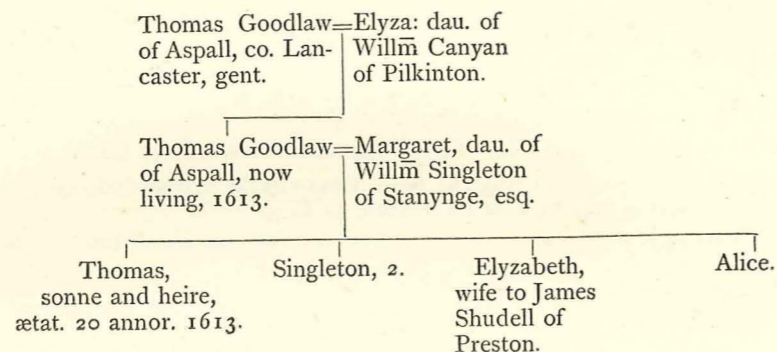 Thomas Goodlaw=Elyza: dau. of
of Aspall, co. Lan-
caster, gent.
Willm̄ Canyan
of Pilkinton.
Thomas Goodlaw=Margaret, dau. of
of Aspall, now
living, 1613.
Willm̄ Singleton
of Stanynge, esq.
Thomas,
sonne and heire,
ætat. 20 annor. 1613.
Singleton, 2.
Elyzabeth,
wife to James
Shudell of
Preston.
Alice.